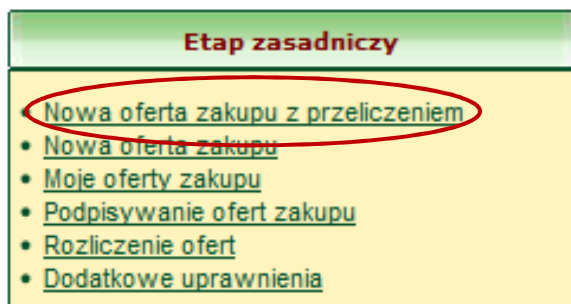 Etap zasadniczy
Nowa oferta zakupu z przeliczeniem
Nowa oferta zakupu
Moje oferty zakupu
Podpisywanie ofert zakupu
Rozliczenie ofert
Dodatkowe uprawnienia